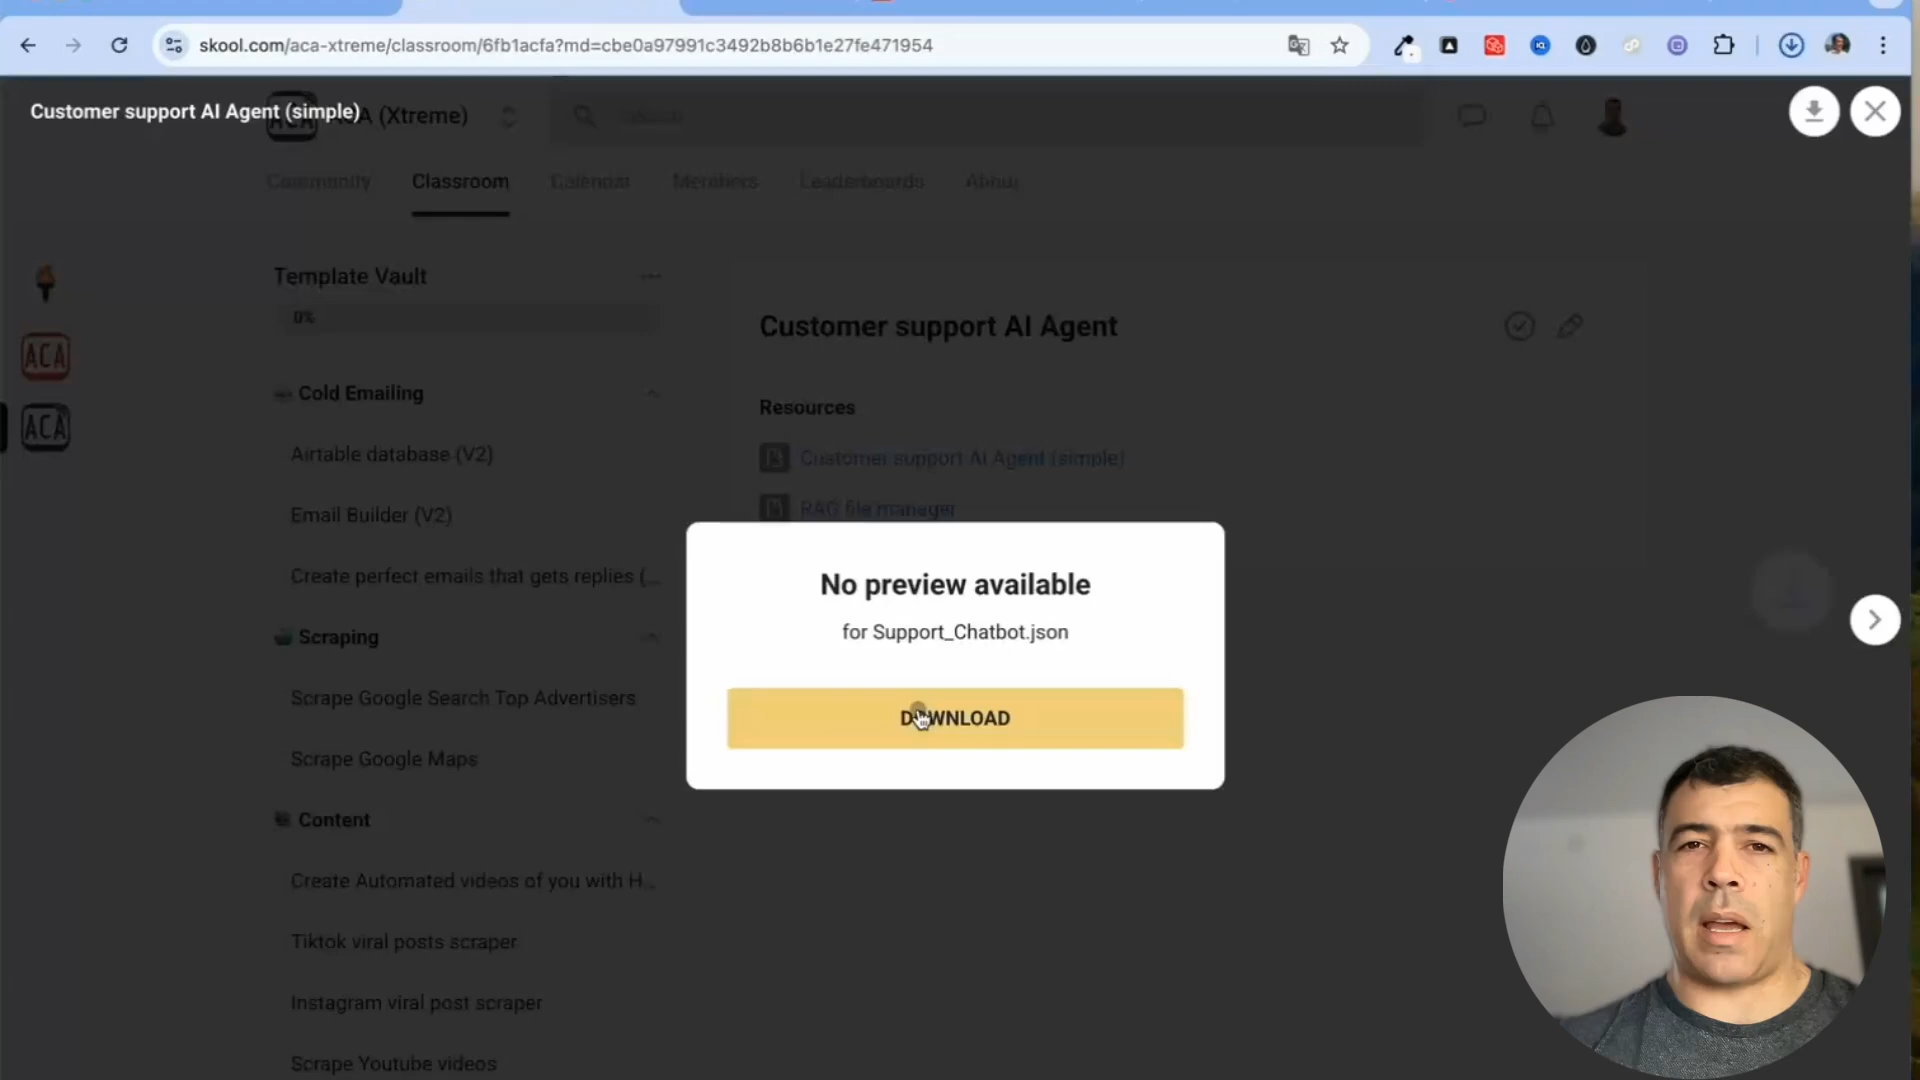 skool.com/aca-xtreme/classroom/6fb1acfa?md=cbe0a97991c3492b8b6b1e27fe471954
Customer support AI Agent (simple)
ACA (Xtreme)
Search
Community
Classroom
Calendar
Members
Leaderboards
About
ACA
ACA
Template Vault
0%
Cold Emailing
Airtable database (V2)
Email Builder (V2)
Create perfect emails that gets replies (...
Scraping
Scrape Google Search Top Advertisers
Scrape Google Maps
Content
Create Automated videos of you with H...
Tiktok viral posts scraper
Instagram viral post scraper
Scrape Youtube videos
Customer support AI Agent
Resources
Customer support AI Agent (simple)
RAG file manager
No preview available
for Support_Chatbot.json
DOWNLOAD